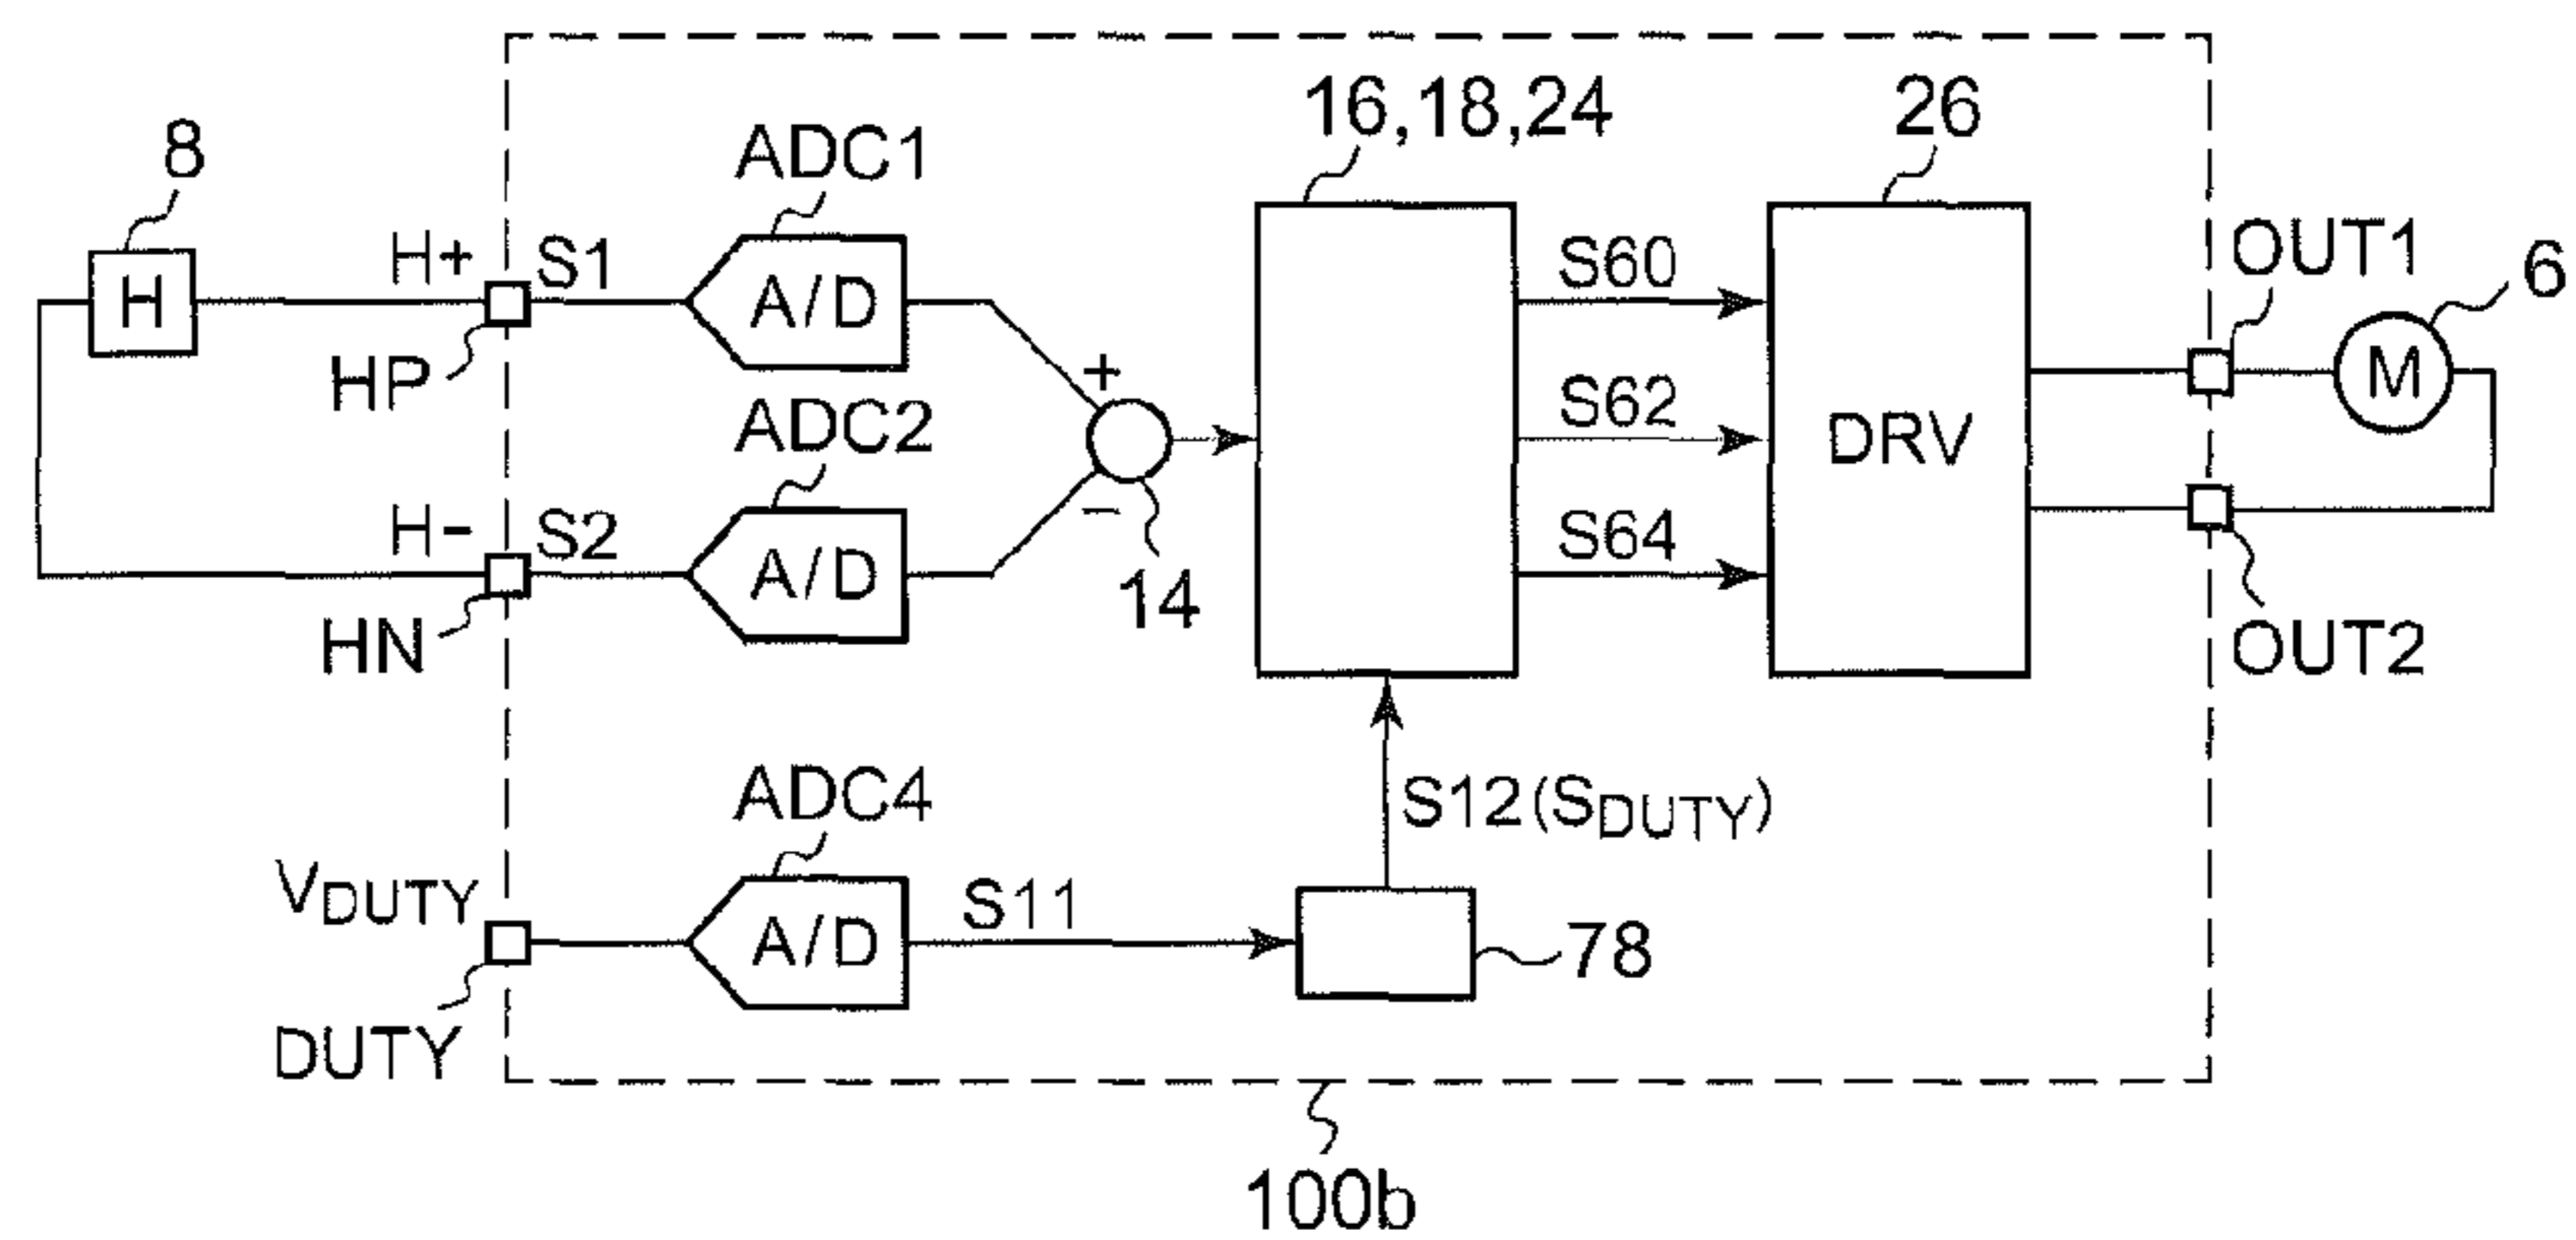 16,18,24
26
8
ADC1
H+
S1
A/D
H
HP
S60
OUT1
6
+
M
ADC2
S62
DRV
H-
S2
A/D
−
S64
14
HN
OUT2
ADC4
S12(SDUTY)
VDUTY
S11
A/D
78
DUTY
100b